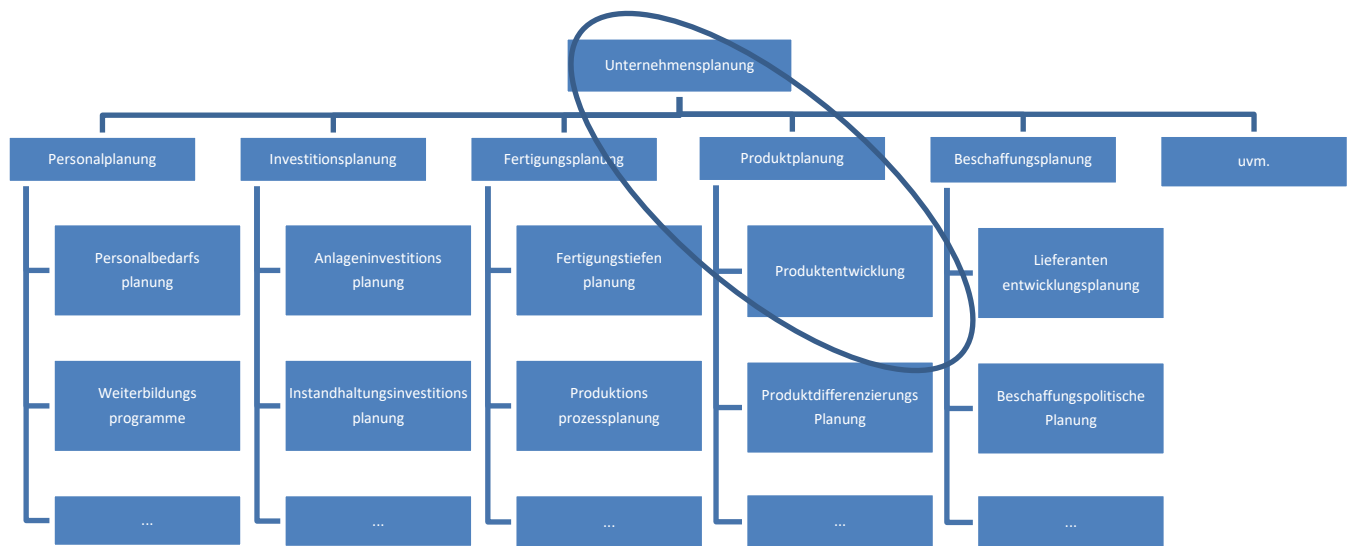 Unternehmensplanung
Personalplanung
Investitionsplanung
Fertigungsplanung
Produktplanung
Beschaffungsplanung
uvm.
Personalbedarfs
planung
Anlageninvestitions
planung
Fertigungstiefen
planung
Produktentwicklung
Lieferanten
entwicklungsplanung
Weiterbildungs
programme
Instandhaltungsinvestitions
planung
Produktions
prozessplanung
Produktdifferenzierungs
Planung
Beschaffungspolitische
Planung
...
...
...
...
...